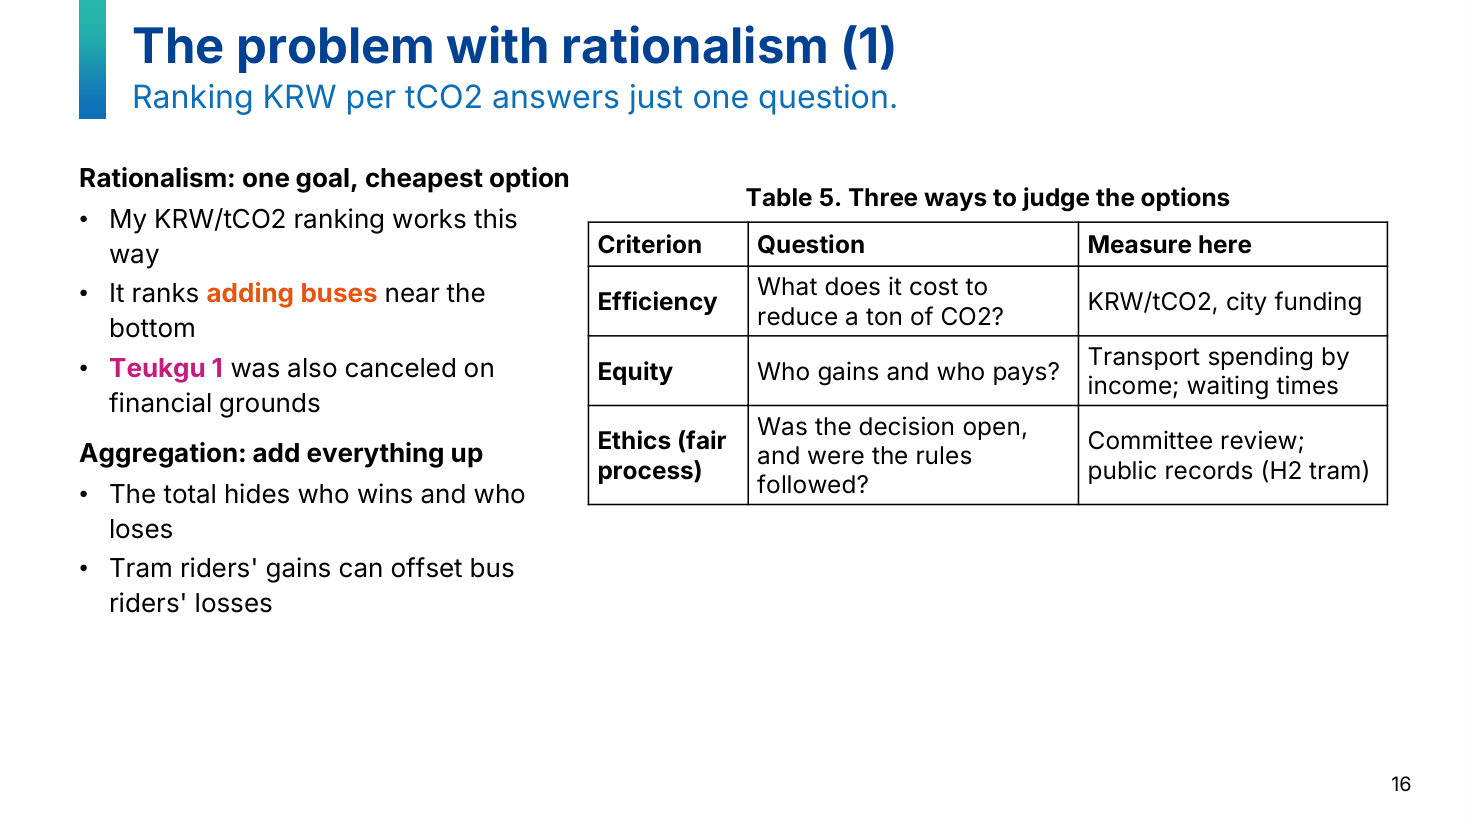 The problem with rationalism (1)
Ranking KRW per tCO2 answers just one question.
Rationalism: one goal, cheapest option
• My KRW/tCO2 ranking works this
way
• It ranks adding buses near the
bottom
• Teukgu 1 was also canceled on
financial grounds
Aggregation: add everything up
• The total hides who wins and who
loses
• Tram riders' gains can offset bus
riders' losses
Table 5. Three ways to judge the options
Criterion Question Measure here
Efficiency What does it cost to
reduce a ton of CO2? KRW/tCO2, city funding
Equity Who gains and who pays? Transport spending by
income; waiting times
Ethics (fair
process) Was the decision open,
and were the rules
followed? Committee review;
public records (H2 tram)
16